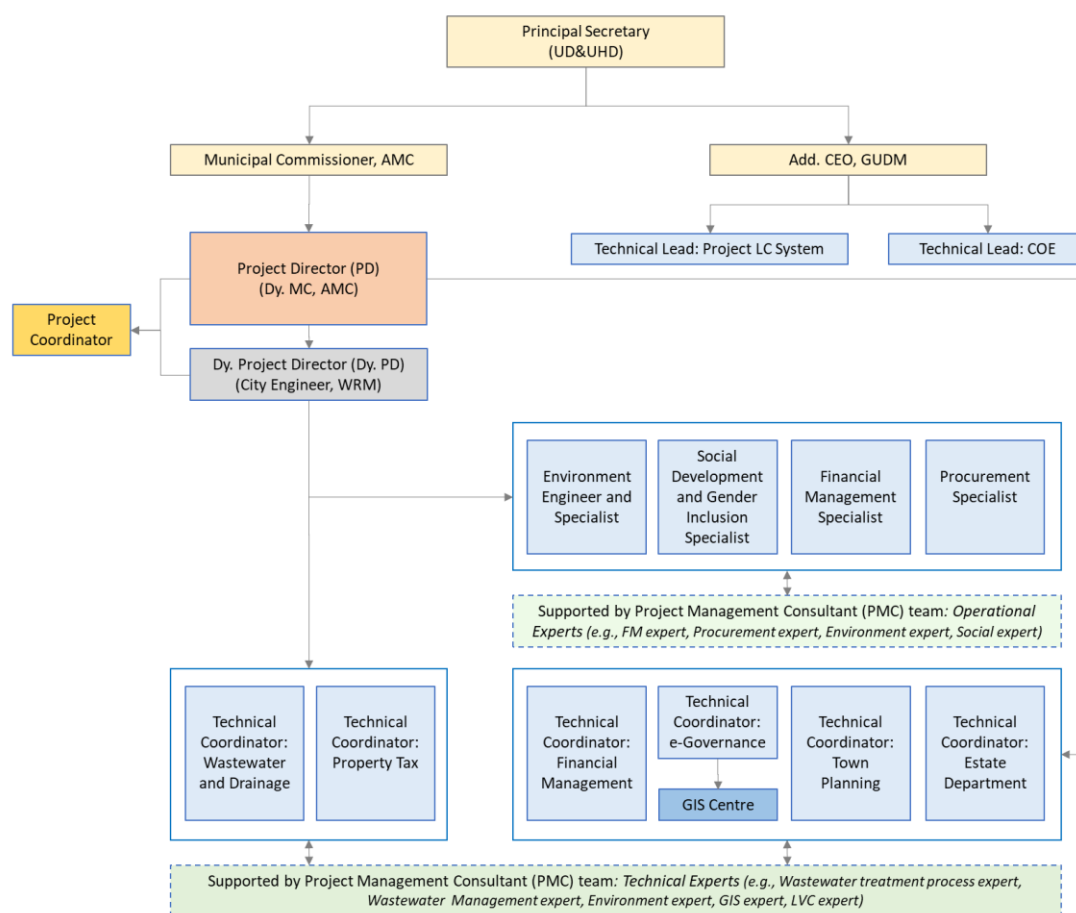 Principal Secretary
(UD&UHD)
Municipal Commissioner, AMC
Add. CEO, GUDM
Technical Lead: Project LC System
Technical Lead: COE
Project Director (PD)
(Dy. MC, AMC)
Project
Coordinator
Dy. Project Director (Dy. PD)
(City Engineer, WRM)
Environment
Engineer and
Specialist
Social
Development
and Gender
Inclusion
Specialist
Financial
Management
Specialist
Procurement
Specialist
Supported by Project Management Consultant (PMC) team: Operational
Experts (e.g., FM expert, Procurement expert, Environment expert, Social expert)
Technical
Coordinator:
Wastewater
and Drainage
Technical
Coordinator:
Property Tax
Technical
Coordinator:
Financial
Management
Technical
Coordinator:
e-Governance
GIS Centre
Technical
Coordinator:
Town
Planning
Technical
Coordinator:
Estate
Department
Supported by Project Management Consultant (PMC) team: Technical Experts (e.g., Wastewater treatment process expert,
Wastewater Management expert, Environment expert, GIS expert, LVC expert)